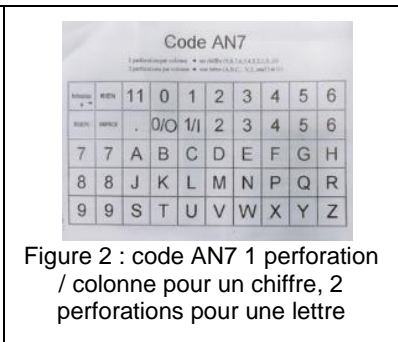 Code AN7
11 0 1 2 3 4 5 6
. 0/O 1/I 2 3 4 5 6
7 7 A B C D E F G H
8 8 J K L M N P Q R
9 9 S T U V W X Y Z
Figure 2 : code AN7 1 perforation
/ colonne pour un chiffre, 2
perforations pour une lettre